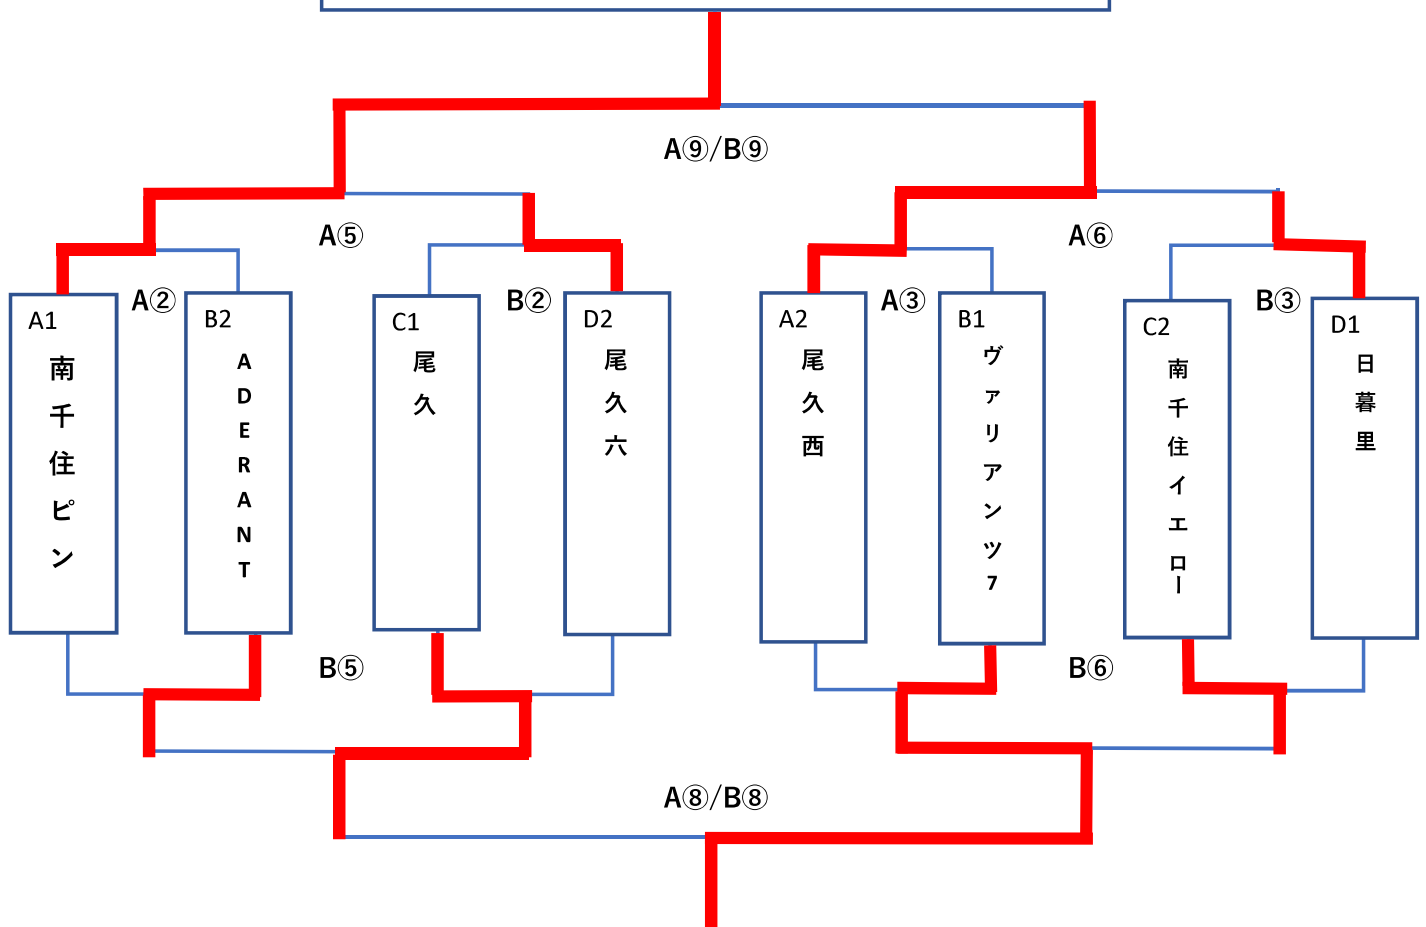 A⑨/B⑨
A⑤
A⑥
A②
B②
A③
B③
A1
南千住ピン
B2
ADERANT
C1
尾久
D2
尾久六
A2
尾久西
B1
ヴァリアンツ7
C2
南千住イエロー
D1
日暮里
B⑤
B⑥
A⑧/B⑧